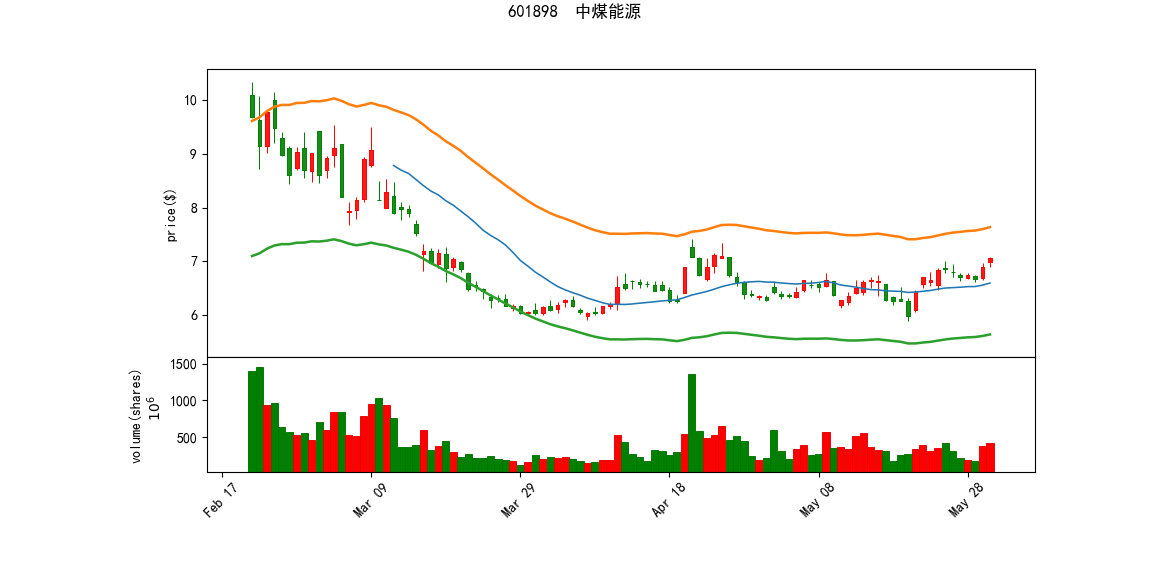 601898 中煤能源
price($)
10
9
8
7
6
volume(shares)
10^6
1500
1000
500
Feb 17
Mar 09
Mar 29
Apr 18
May 08
May 28